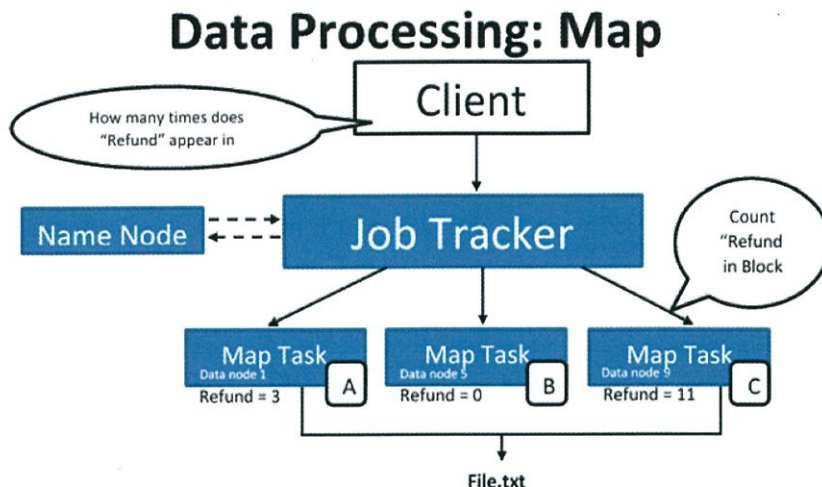 Data Processing: Map
Client
How many times does
"Refund" appear in
Name Node
Job Tracker
Count
"Refund
in Block
Map Task
Data node 1
A
Refund = 3
Map Task
Data node 5
B
Refund = 0
Map Task
Data node 9
C
Refund = 11
File.txt